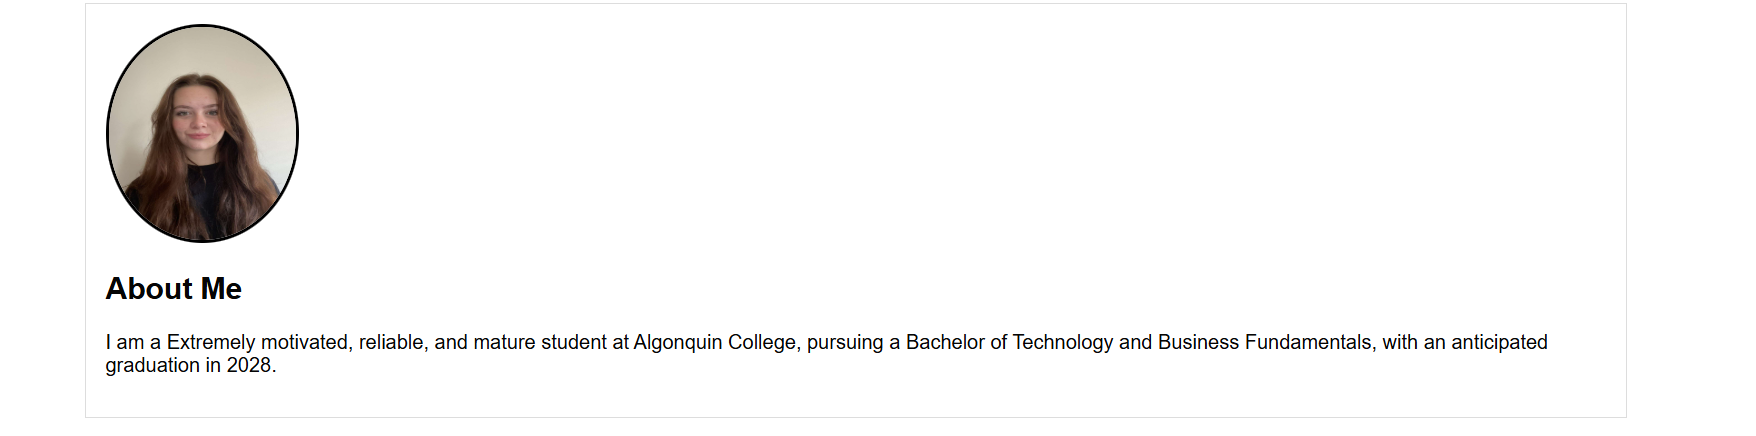 About Me
I am a Extremely motivated, reliable, and mature student at Algonquin College, pursuing a Bachelor of Technology and Business Fundamentals, with an anticipated
graduation in 2028.